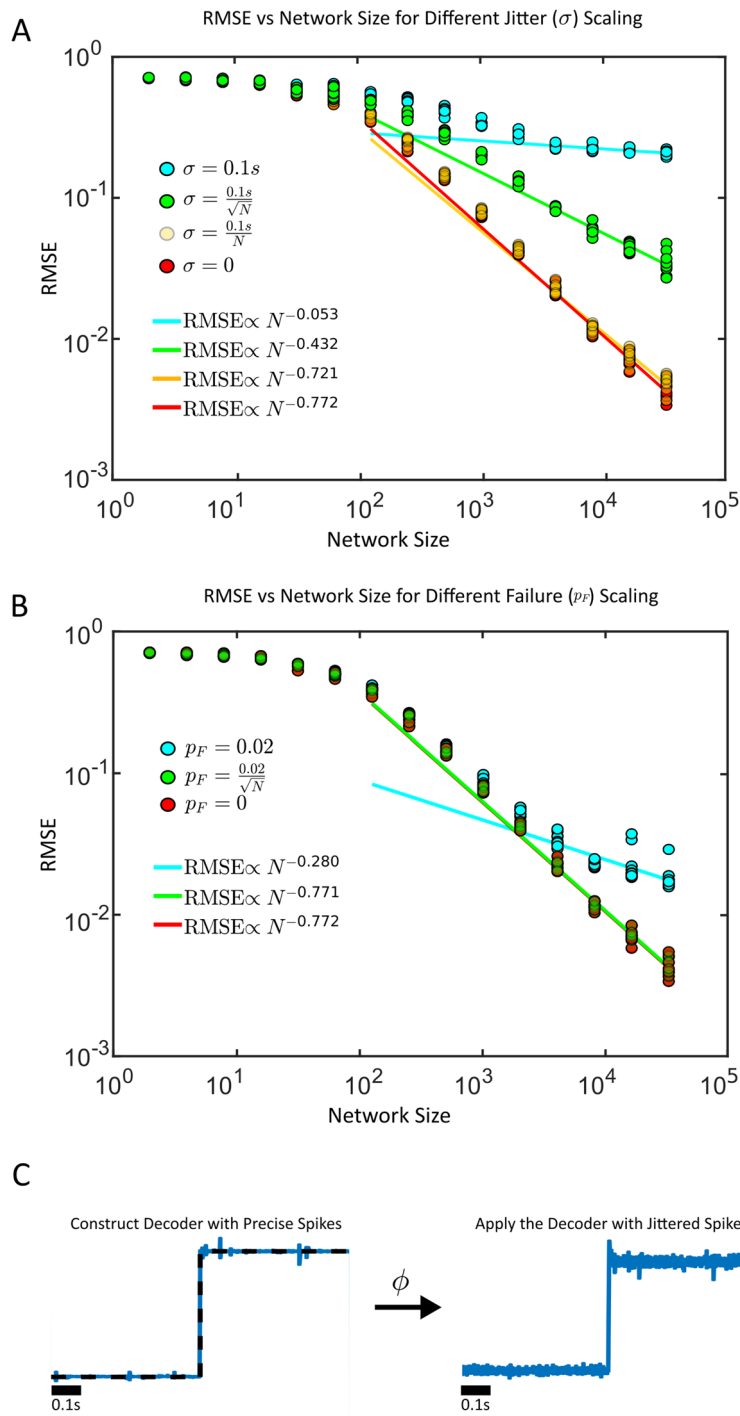 A
RMSE vs Network Size for Different Jitter (σ) Scaling
10^0
10^-1
10^-2
10^-3
RMSE
σ = 0.1s
σ = 0.1s/√N
σ = 0.1s/N
σ = 0
RMSE∝ N^-0.053
RMSE∝ N^-0.432
RMSE∝ N^-0.721
RMSE∝ N^-0.772
10^0 10^1 10^2 10^3 10^4 10^5
Network Size
B
RMSE vs Network Size for Different Failure (p_F) Scaling
10^0
10^-1
10^-2
10^-3
RMSE
p_F = 0.02
p_F = 0.02/√N
p_F = 0
RMSE∝ N^-0.280
RMSE∝ N^-0.771
RMSE∝ N^-0.772
10^0 10^1 10^2 10^3 10^4 10^5
Network Size
C
Construct Decoder with Precise Spikes
Apply the Decoder with Jittered Spike
ϕ
0.1s
0.1s